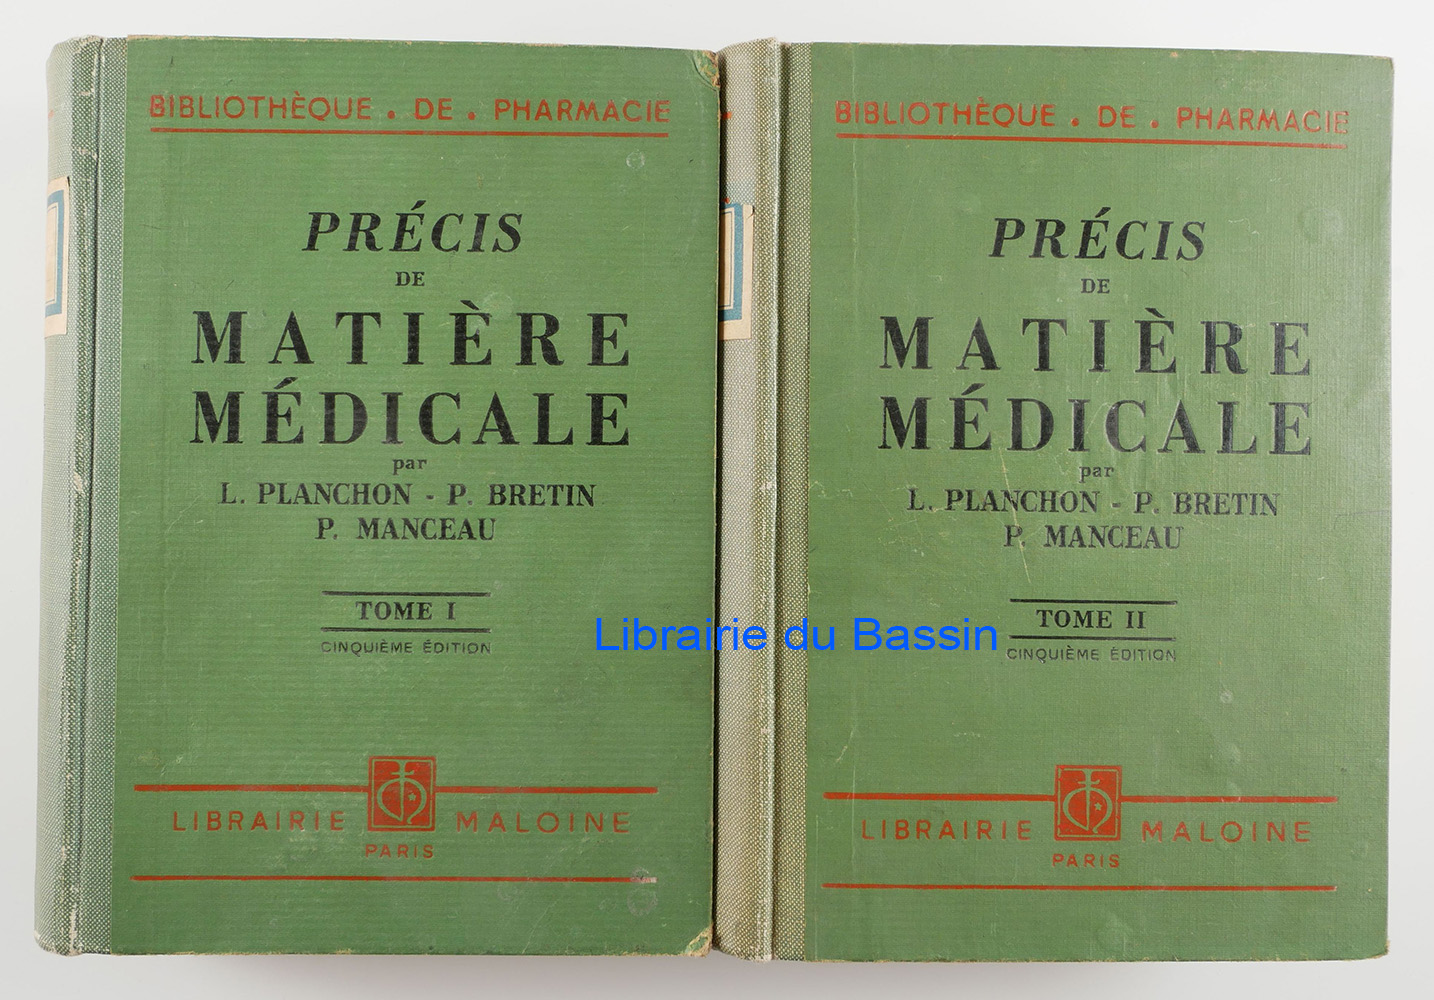 BIBLIOTHÈQUE . DE . PHARMACIE
PRÉCIS
DE
MATIÈRE
MÉDICALE
par
L. PLANCHON - P. BRETIN
P. MANCEAU
TOME I
CINQUIÈME ÉDITION
LIBRAIRIE MALOINE
PARIS
BIBLIOTHÈQUE . DE . PHARMACIE
PRÉCIS
DE
MATIÈRE
MÉDICALE
par
L. PLANCHON - P. BRETIN
P. MANCEAU
TOME II
CINQUIÈME ÉDITION
LIBRAIRIE MALOINE
PARIS
Librairie du Bassin